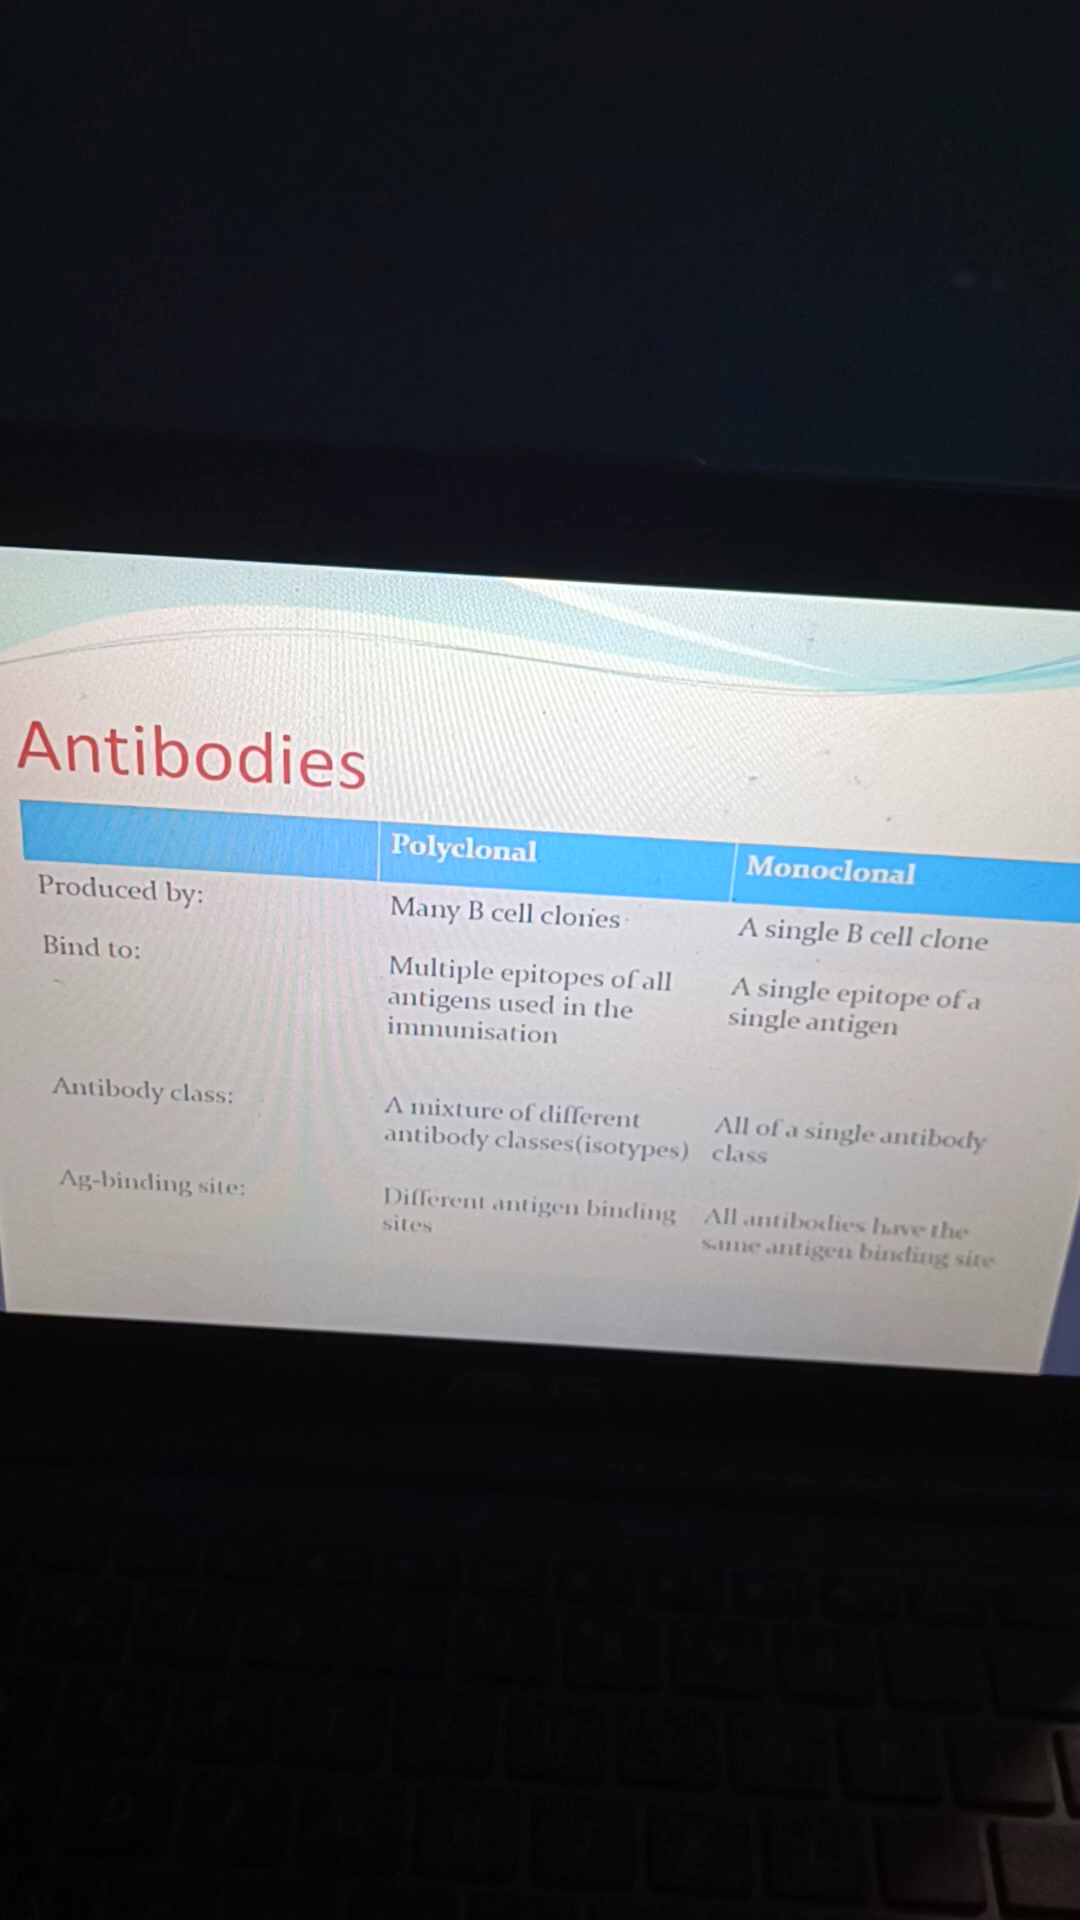 Antibodies
Polyclonal
Monoclonal
Produced by:
Many B cell clones
A single B cell clone
Bind to:
Multiple epitopes of all
antigens used in the
immunisation
A single epitope of a
single antigen
Antibody class:
A mixture of different
antibody classes(isotypes)
All of a single antibody
class
Ag-binding site:
Different antigen binding
sites
All antibodies have the
same antigen binding site